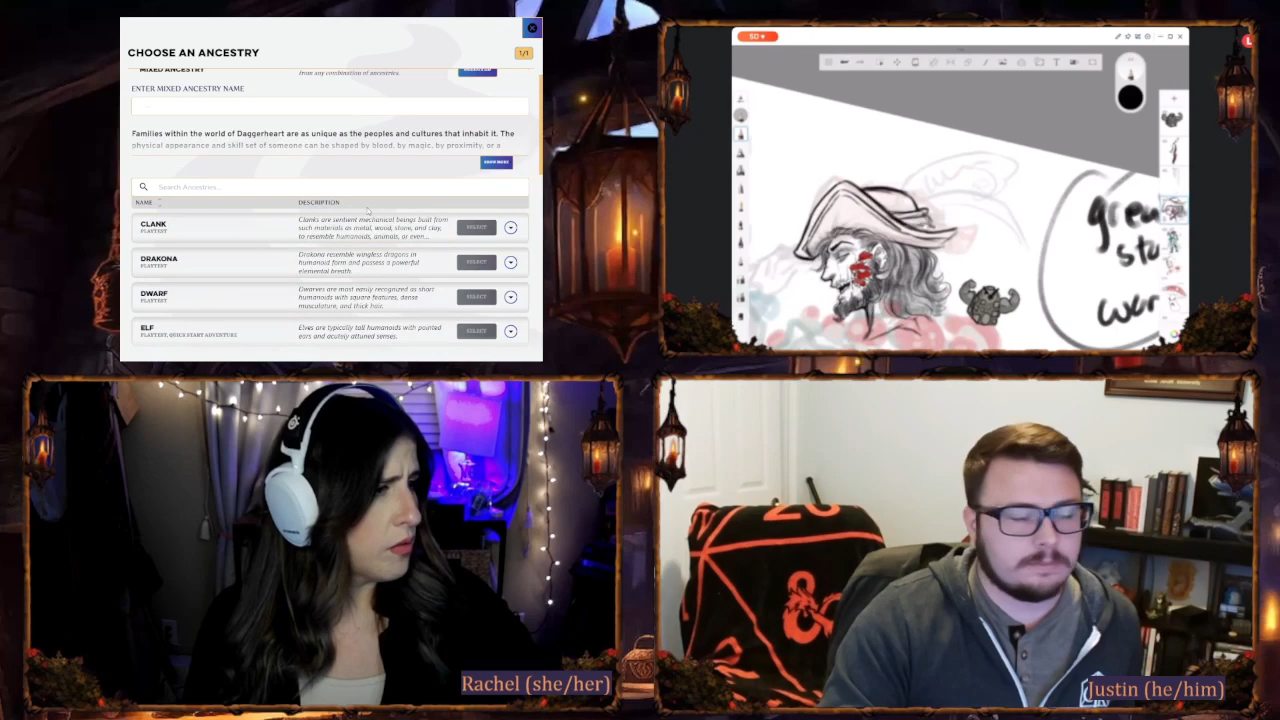 CHOOSE AN ANCESTRY
1/1
MIXED ANCESTRY
from any combination of ancestries.
ENTER MIXED ANCESTRY NAME
Families within the world of Daggerheart are as unique as the peoples and cultures that inhabit it. The
physical appearance and skill set of someone can be shaped by blood, by magic, by proximity, or a
SHOW MORE
Search Ancestries...
NAME DESCRIPTION
CLANK
PLAYTEST
Clanks are sentient mechanical beings built from
such materials as metal, wood, stone, and clay,
to resemble humanoids, animals, or even...
SELECT
DRAKONA
PLAYTEST
Drakona resemble wingless dragons in
humanoid form and possess a powerful
elemental breath.
SELECT
DWARF
PLAYTEST
Dwarves are most easily recognized as short
humanoids with square features, dense
musculature, and thick hair.
SELECT
ELF
PLAYTEST, QUICK START ADVENTURE
Elves are typically tall humanoids with pointed
ears and acutely attuned senses.
SELECT
L
20
Rachel (she/her)
Justin (he/him)